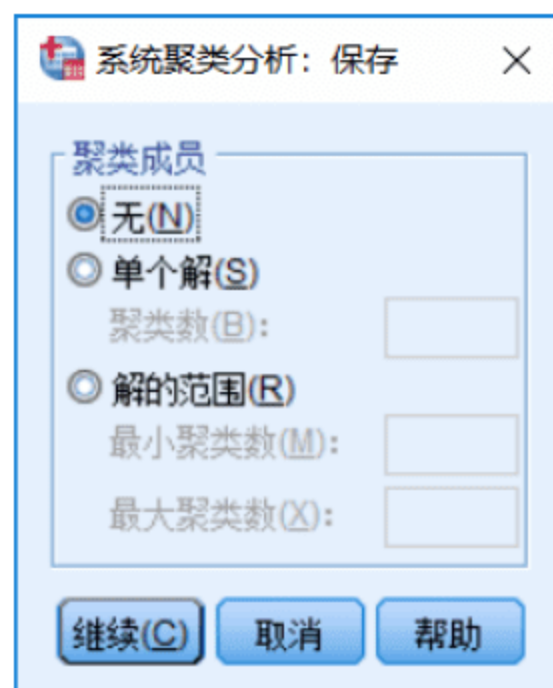 系统聚类分析：保存
聚类成员
无(N)
单个解(S)
聚类数(B)：
解的范围(R)
最小聚类数(M)：
最大聚类数(X)：
继续(C) 取消 帮助